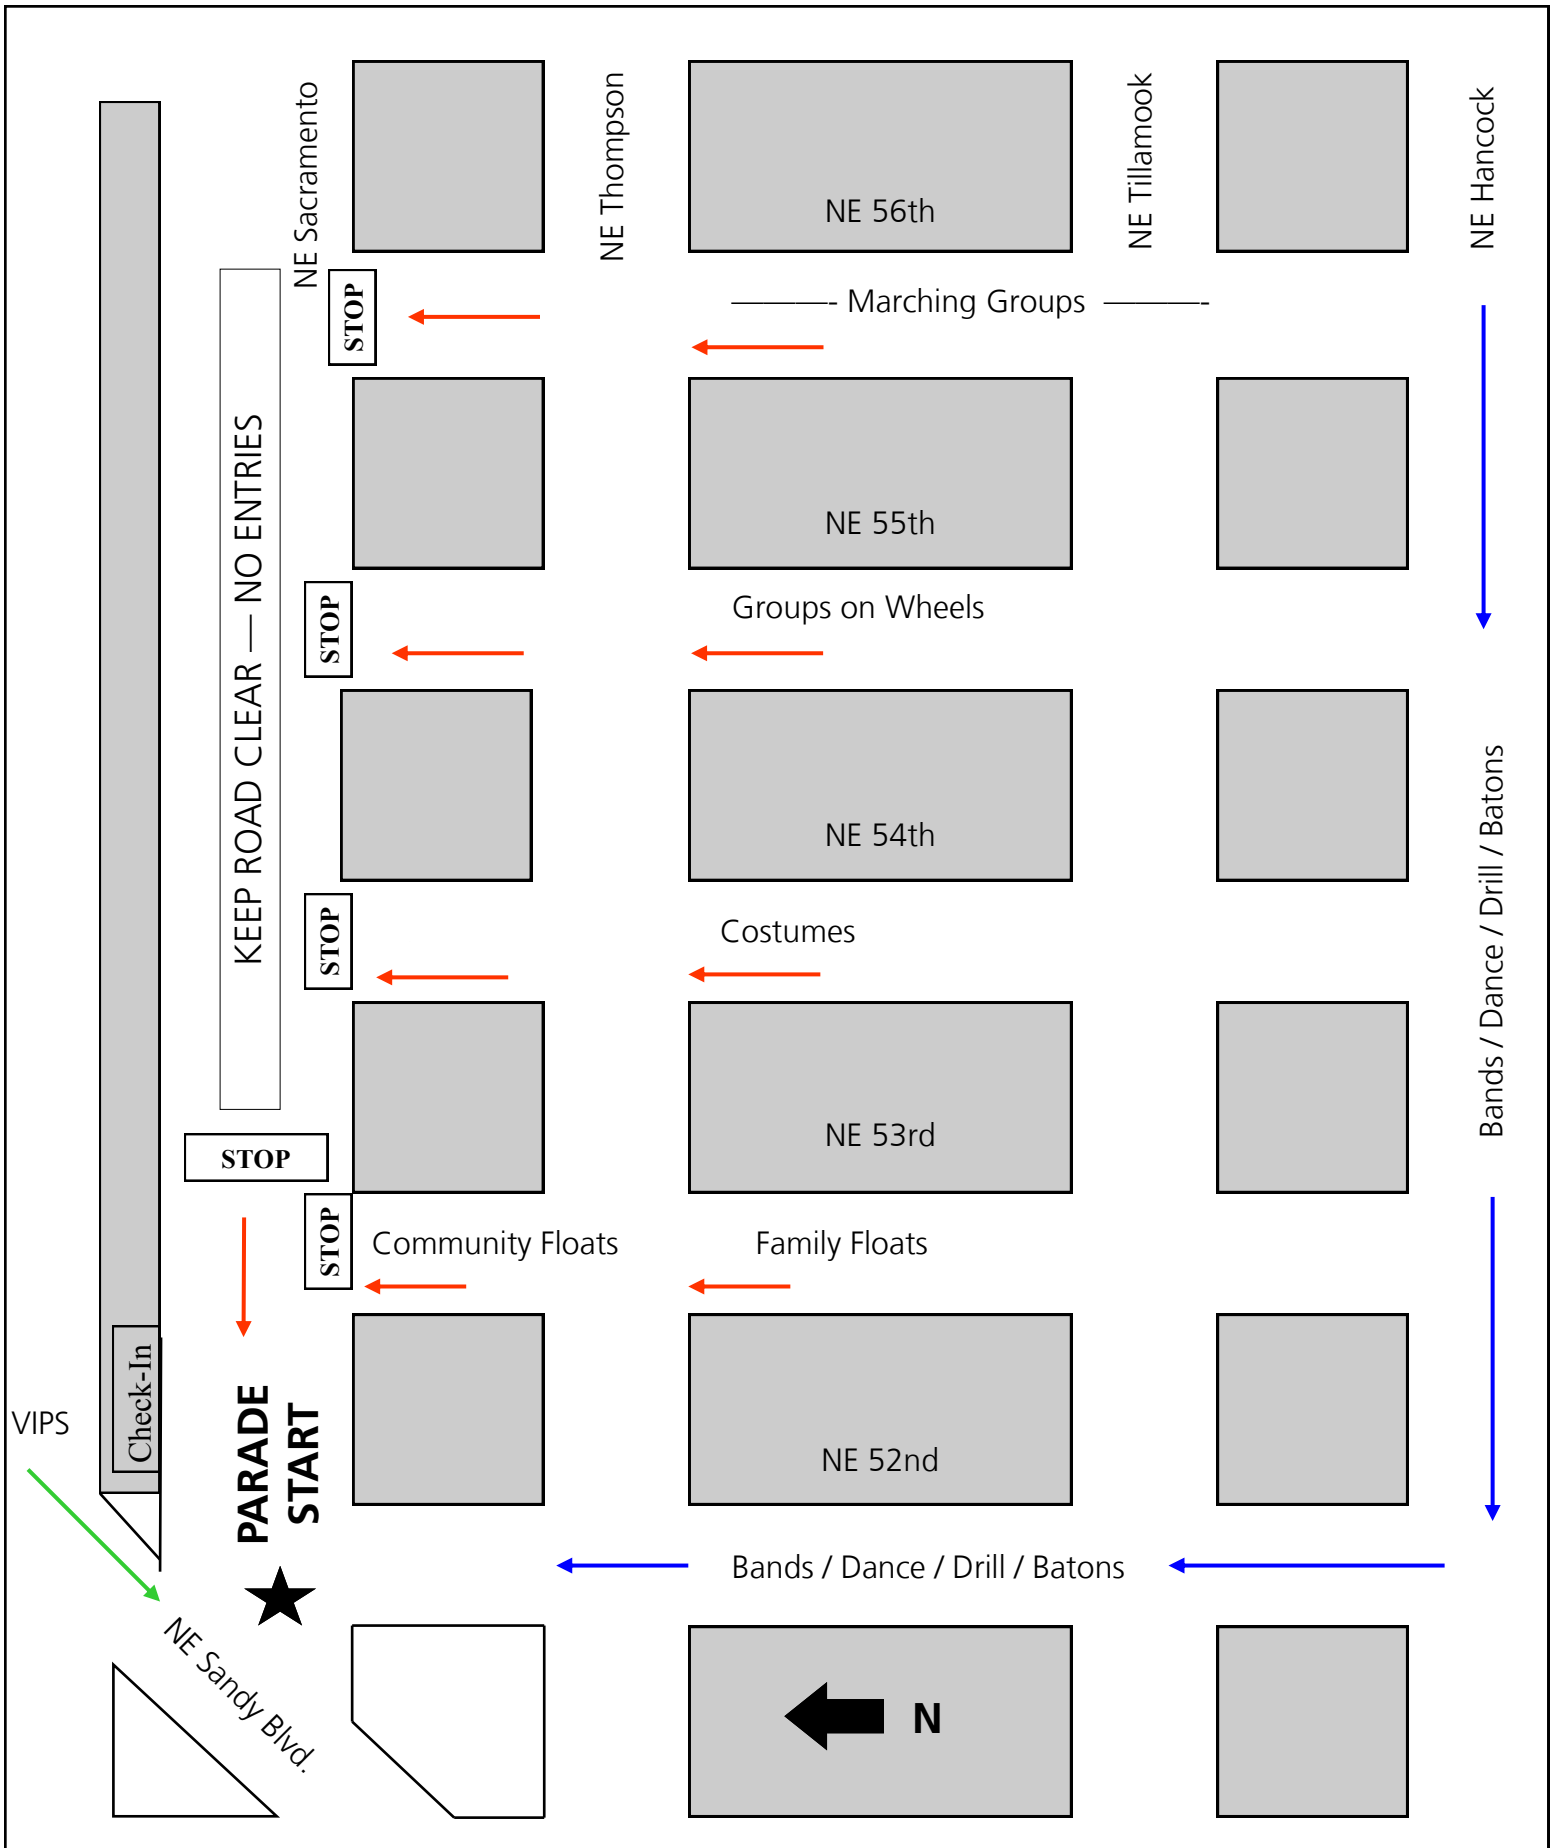 NE Sacramento
NE Thompson
NE Tillamook
NE Hancock
NE 56th
STOP
————- Marching Groups ————-
KEEP ROAD CLEAR — NO ENTRIES
NE 55th
STOP
Groups on Wheels
NE 54th
Bands / Dance / Drill / Batons
STOP
Costumes
NE 53rd
STOP
STOP
Community Floats
Family Floats
Check-In
VIPS
PARADE
START
NE 52nd
Bands / Dance / Drill / Batons
NE Sandy Blvd.
N